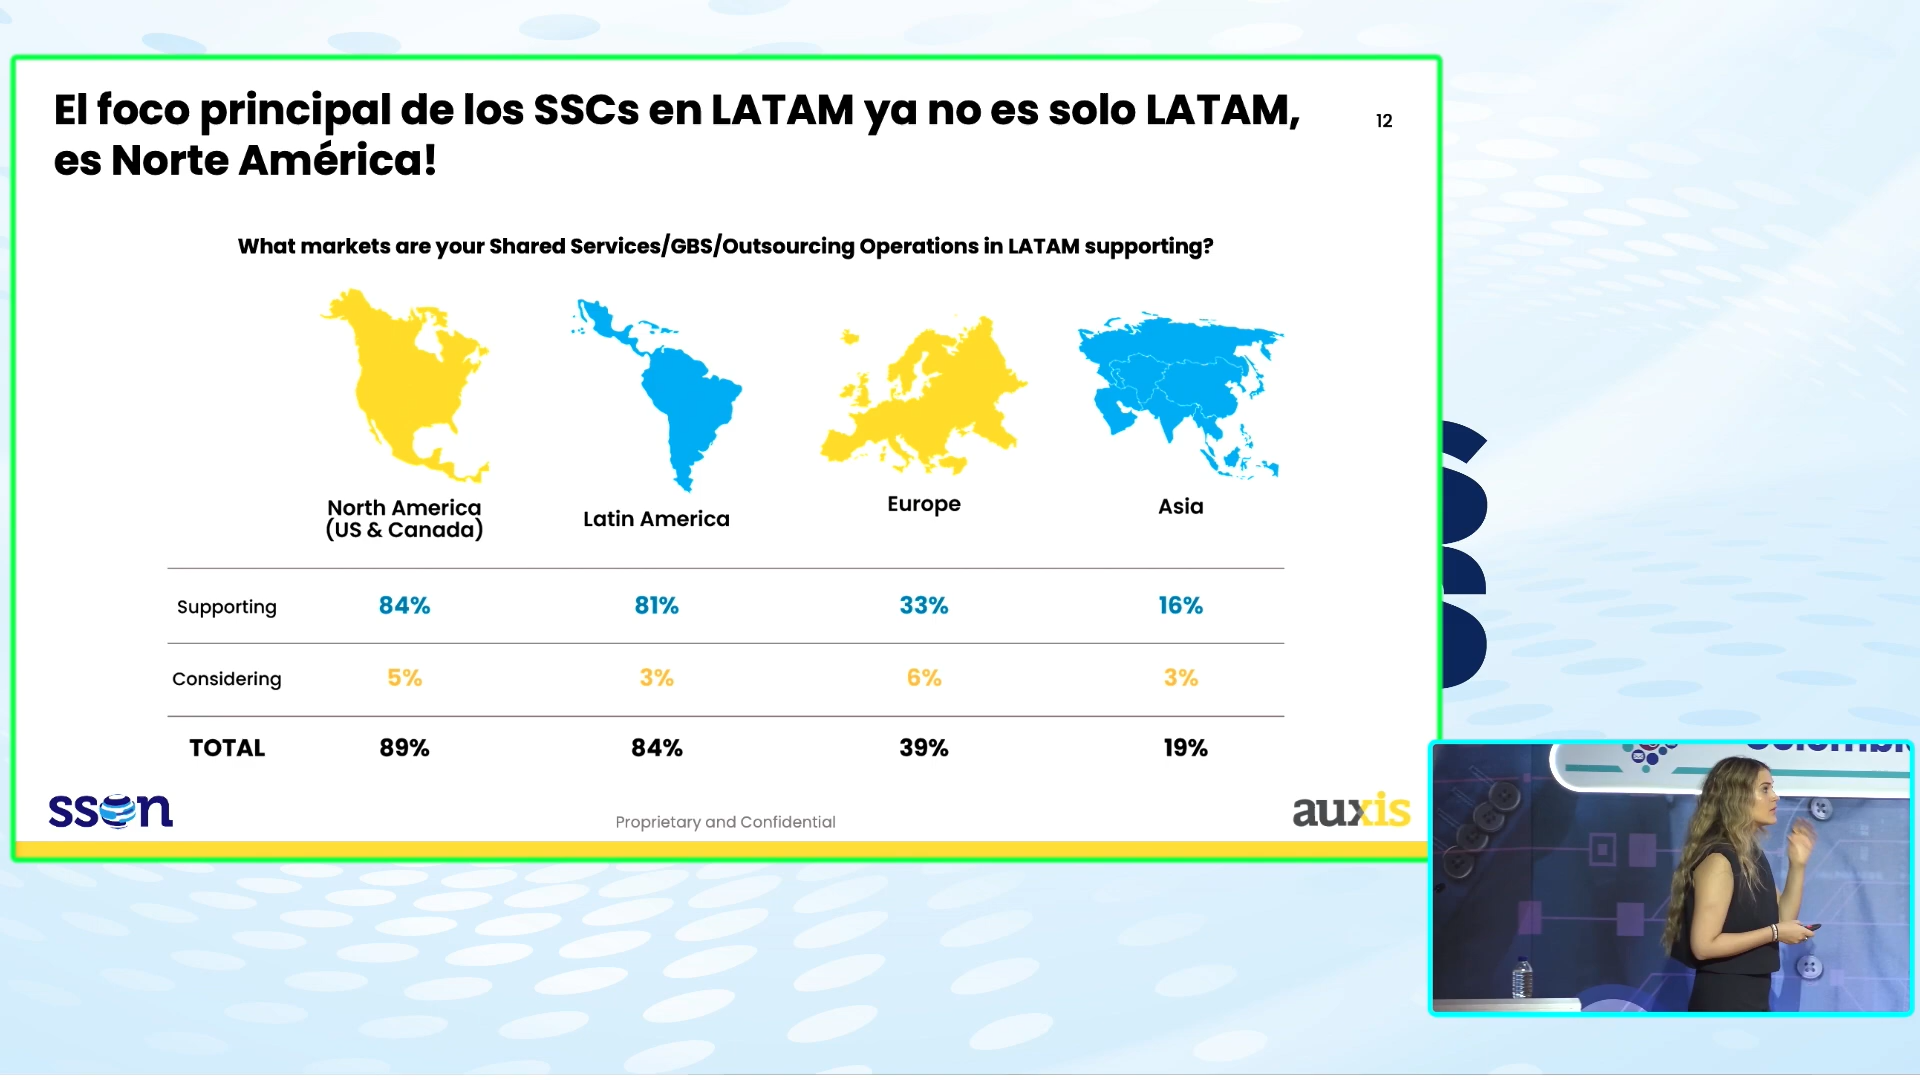 El foco principal de los SSCs en LATAM ya no es solo LATAM,
es Norte América!
12
What markets are your Shared Services/GBS/Outsourcing Operations in LATAM supporting?
North America
(US & Canada)
Latin America
Europe
Asia
Supporting 84% 81% 33% 16%
Considering 5% 3% 6% 3%
TOTAL 89% 84% 39% 19%
sson
Proprietary and Confidential
auxis